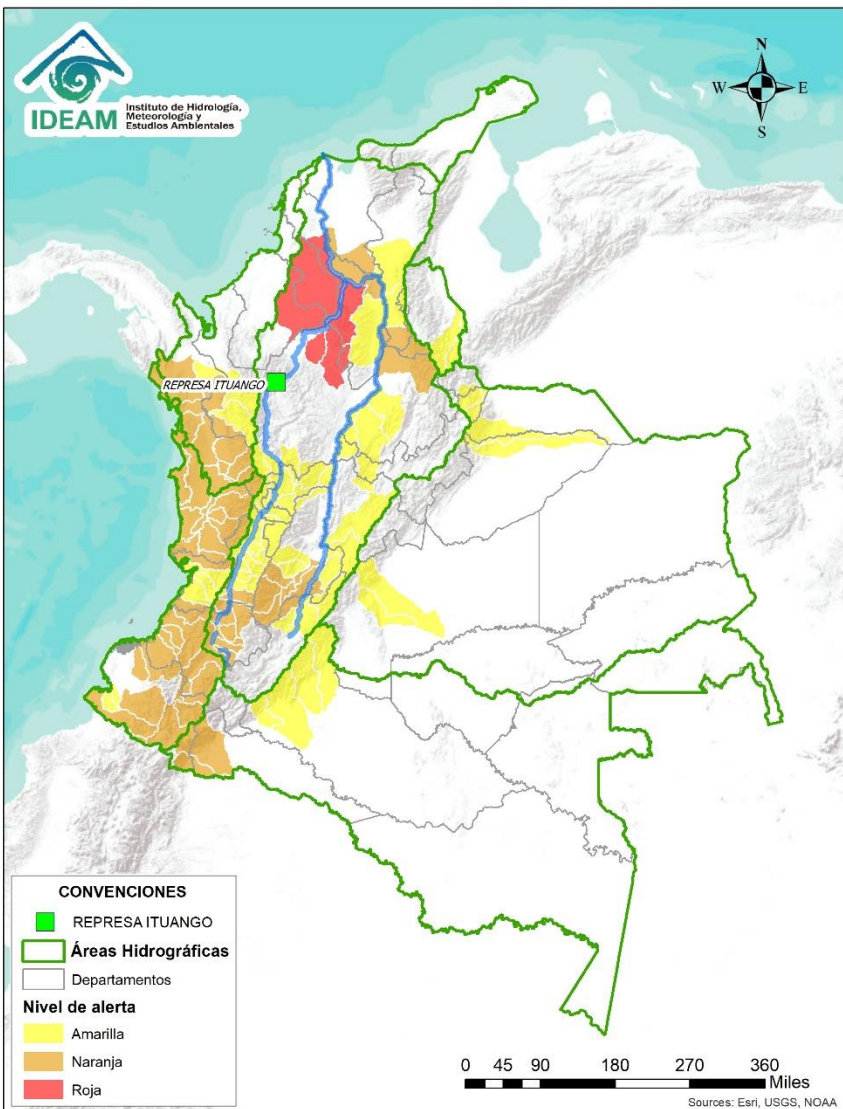 IDEAM
Instituto de Hidrología,
Meteorología y
Estudios Ambientales
N
W
E
S
REPRESA ITUANGO
CONVENCIONES
REPRESA ITUANGO
Áreas Hidrográficas
Departamentos
Nivel de alerta
Amarilla
Naranja
Roja
0 45 90 180 270 360
Miles
Sources: Esri, USGS, NOAA